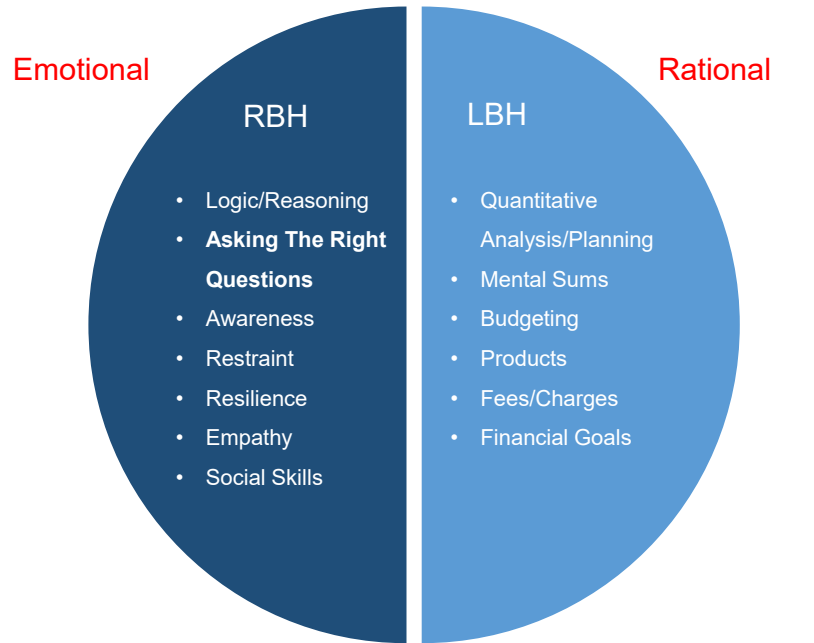 Emotional
Rational
RBH
• Logic/Reasoning
• Asking The Right
Questions
• Awareness
• Restraint
• Resilience
• Empathy
• Social Skills
LBH
• Quantitative
Analysis/Planning
• Mental Sums
• Budgeting
• Products
• Fees/Charges
• Financial Goals